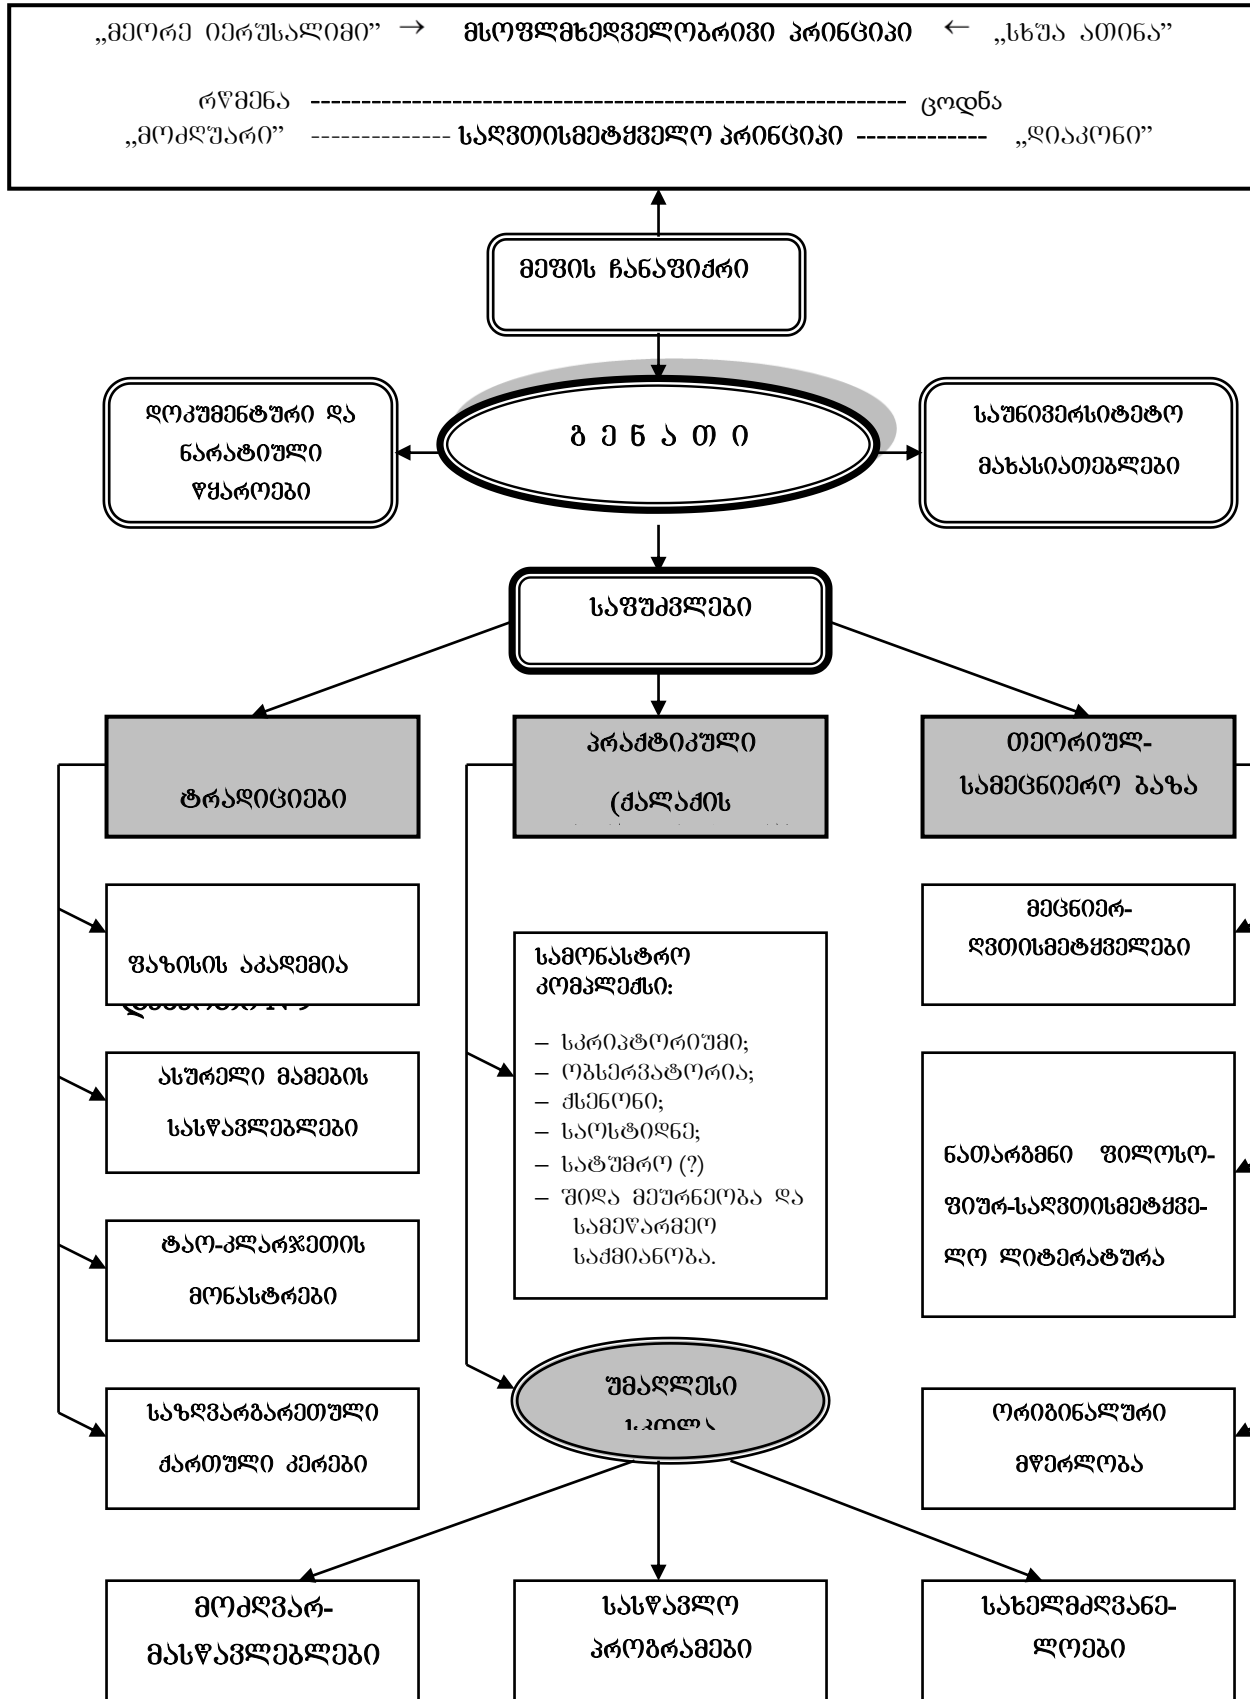 „მეორე იერუსალიმი” → მსოფლმხედველობრივი პრინციპი ← „სხუა ათინა”
რწმენა ---------------------------------------------------------- ცოდნა
„მოძღუარი” ------------- საღვთისმეტყველო პრინციპი ------------ „დიაკონი”
მეფის ჩანაფიქრი
დოკუმენტური და
ნარატიული
წყაროები
გ ე ნ ა თ ი
საუნივერსიტეტო
მახასიათებლები
საფუძვლები
ტრადიციები
პრაქტიკული
(ქალაქის
თეორიულ-
სამეცნიერო ბაზა
ფაზისის აკადემია
ასურელი მამების
სასწავლებლები
ტაო-კლარჯეთის
მონასტრები
საზღვარგარეთული
ქართული კერები
სამონასტრო
კომპლექსი:
– სკრიპტორიუმი;
– ობსერვატორია;
– ქსენონი;
– საოსტიდნე;
– სატუმრო (?)
– შიდა მეურნეობა და
სამეწარმეო
საქმიანობა.
უმაღლესი
სკოლა
მეცნიერ-
ღვთისმეტყველები
ნათარგმნი ფილოსო-
ფიურ-საღვთისმეტყვე-
ლო ლიტერატურა
ორიგინალური
მწერლობა
მოძღვარ-
მასწავლებლები
სასწავლო
პროგრამები
სახელმძღვანე-
ლოები